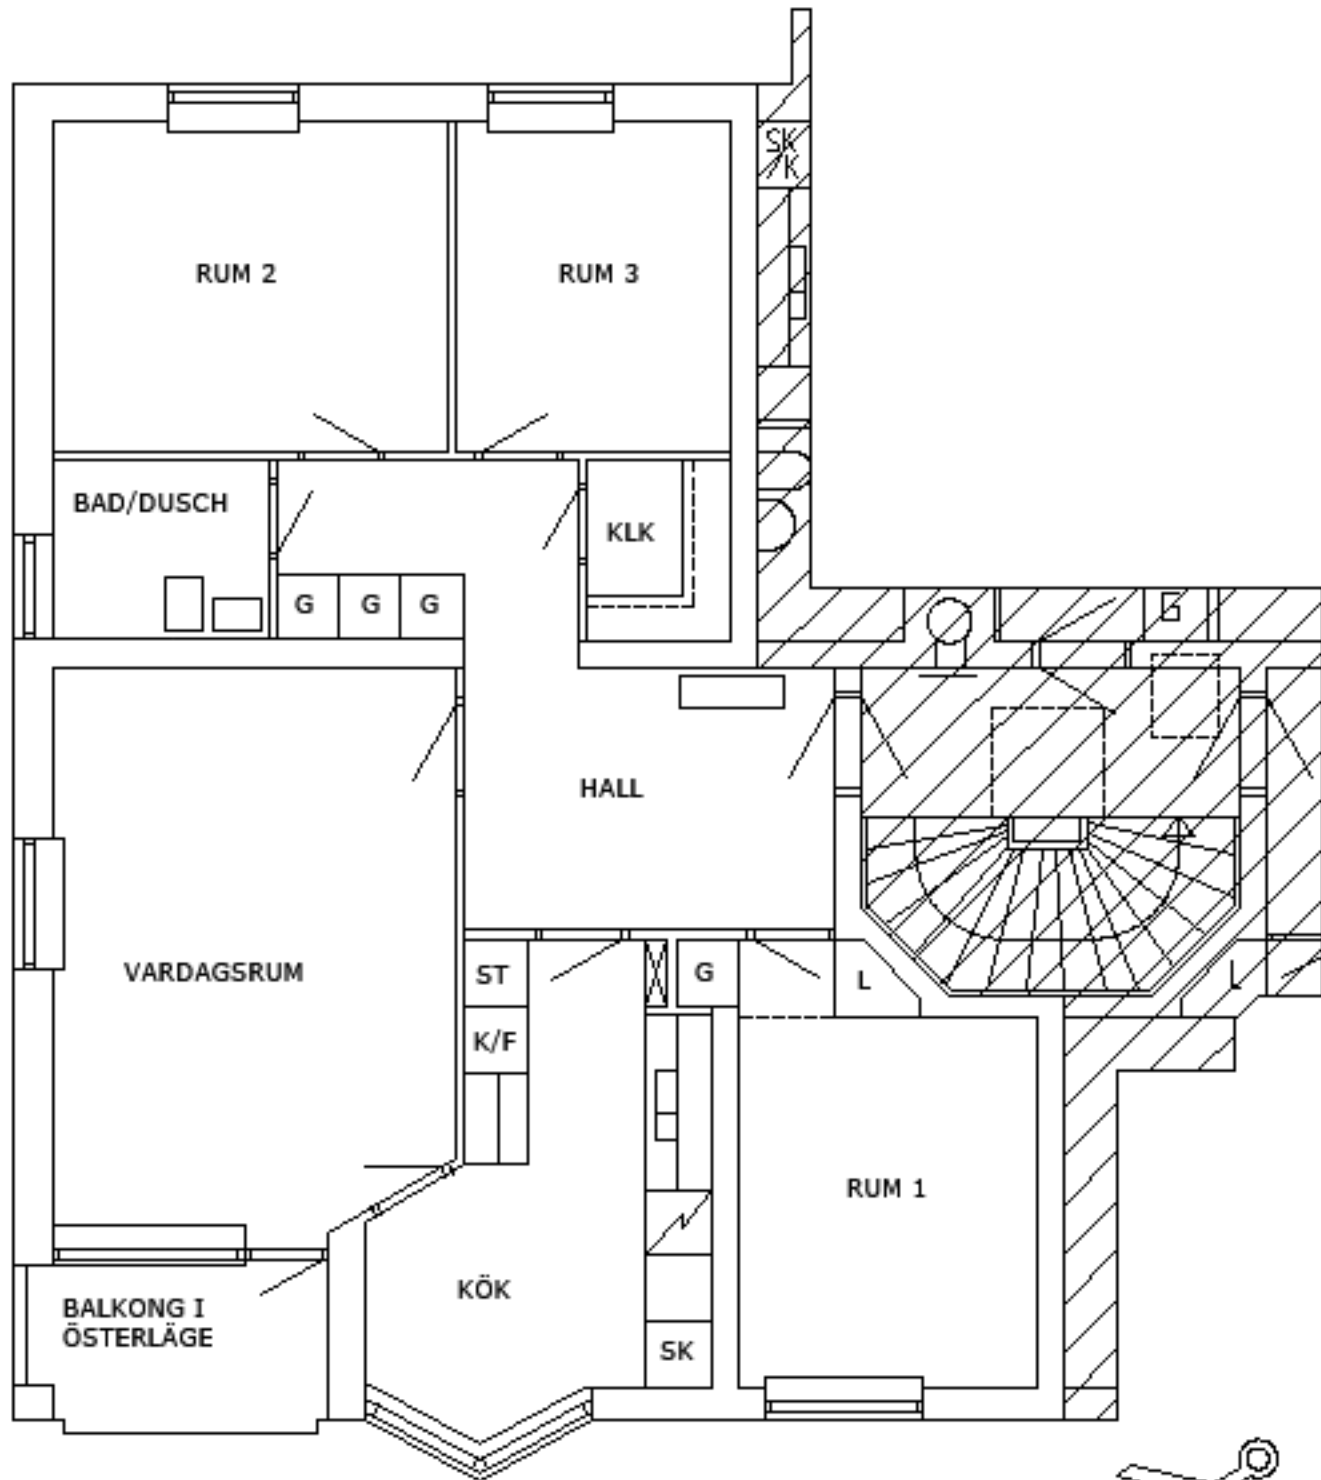 SK
/K
RUM 2
RUM 3
BAD/DUSCH
KLK
G
G
G
G
HALL
VARDAGSRUM
ST
G
L
L
K/F
RUM 1
KÖK
BALKONG I
ÖSTERLÄGE
SK